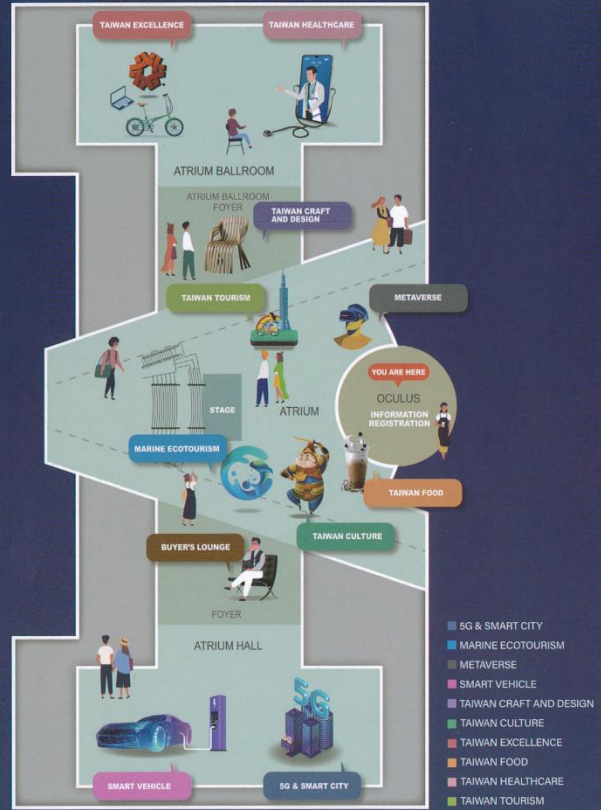 TAIWAN EXCELLENCE
TAIWAN HEALTHCARE
ATRIUM BALLROOM
ATRIUM BALLROOM
FOYER
TAIWAN CRAFT
AND DESIGN
TAIWAN TOURISM
METAVERSE
YOU ARE HERE
OCULUS
INFORMATION
REGISTRATION
STAGE
ATRIUM
MARINE ECOTOURISM
TAIWAN FOOD
TAIWAN CULTURE
BUYER'S LOUNGE
FOYER
ATRIUM HALL
5G
SMART VEHICLE
5G & SMART CITY
5G & SMART CITY
MARINE ECOTOURISM
METAVERSE
SMART VEHICLE
TAIWAN CRAFT AND DESIGN
TAIWAN CULTURE
TAIWAN EXCELLENCE
TAIWAN FOOD
TAIWAN HEALTHCARE
TAIWAN TOURISM